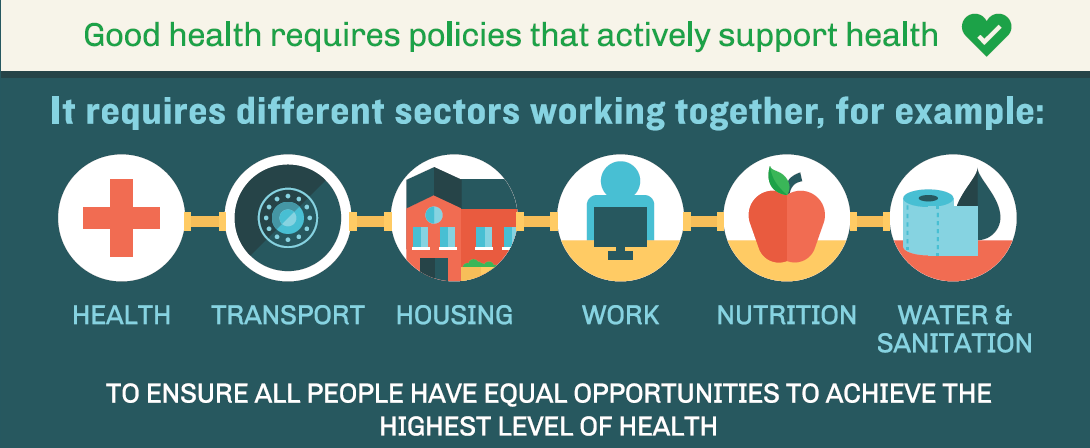 Good health requires policies that actively support health
It requires different sectors working together, for example:
HEALTH
TRANSPORT
HOUSING
WORK
NUTRITION
WATER &
SANITATION
TO ENSURE ALL PEOPLE HAVE EQUAL OPPORTUNITIES TO ACHIEVE THE
HIGHEST LEVEL OF HEALTH